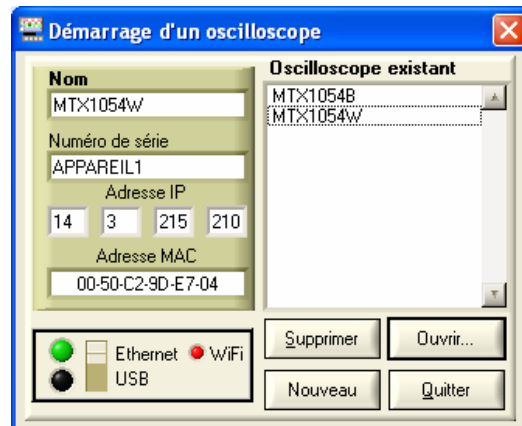 Démarrage d'un oscilloscope
Nom
MTX1054W
Numéro de série
APPAREIL1
Adresse IP
14 3 215 210
Adresse MAC
00-50-C2-9D-E7-04
Ethernet WiFi
USB
Oscilloscope existant
MTX1054B
MTX1054W
Supprimer Ouvrir...
Nouveau Quitter